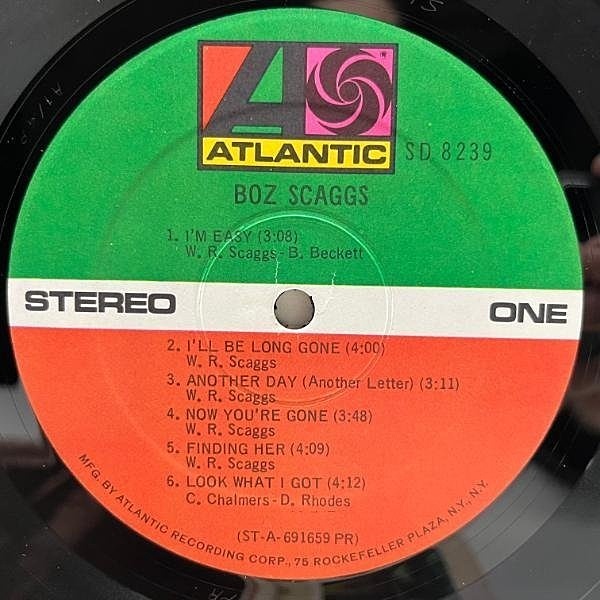 ATLANTIC
SD 8239
BOZ SCAGGS
1. I'M EASY (3:08)
W. R. Scaggs - B. Beckett
STEREO
ONE
2. I'LL BE LONG GONE (4:00)
W. R. Scaggs
3. ANOTHER DAY (Another Letter) (3:11)
W. R. Scaggs
4. NOW YOU'RE GONE (3:48)
W. R. Scaggs
5. FINDING HER (4:09)
W. R. Scaggs
6. LOOK WHAT I GOT (4:12)
C. Chalmers - D. Rhodes
(ST-A-691659 PR)
MFG. BY ATLANTIC RECORDING CORP., 75 ROCKEFELLER PLAZA, N.Y., N.Y.